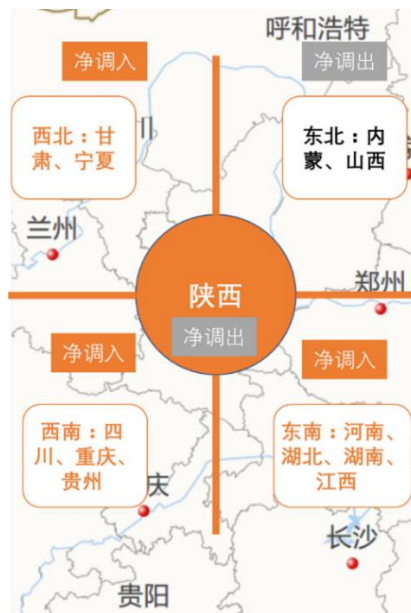 呼和浩特
净调入
净调出
西北：甘
肃、宁夏
川
东北：内
蒙、山西
兰州
陕西
净调出
郑州
净调入
净调入
西南：四
川、重庆、
贵州
东南：河南、
湖北、湖南、
江西
庆
长沙
贵阳